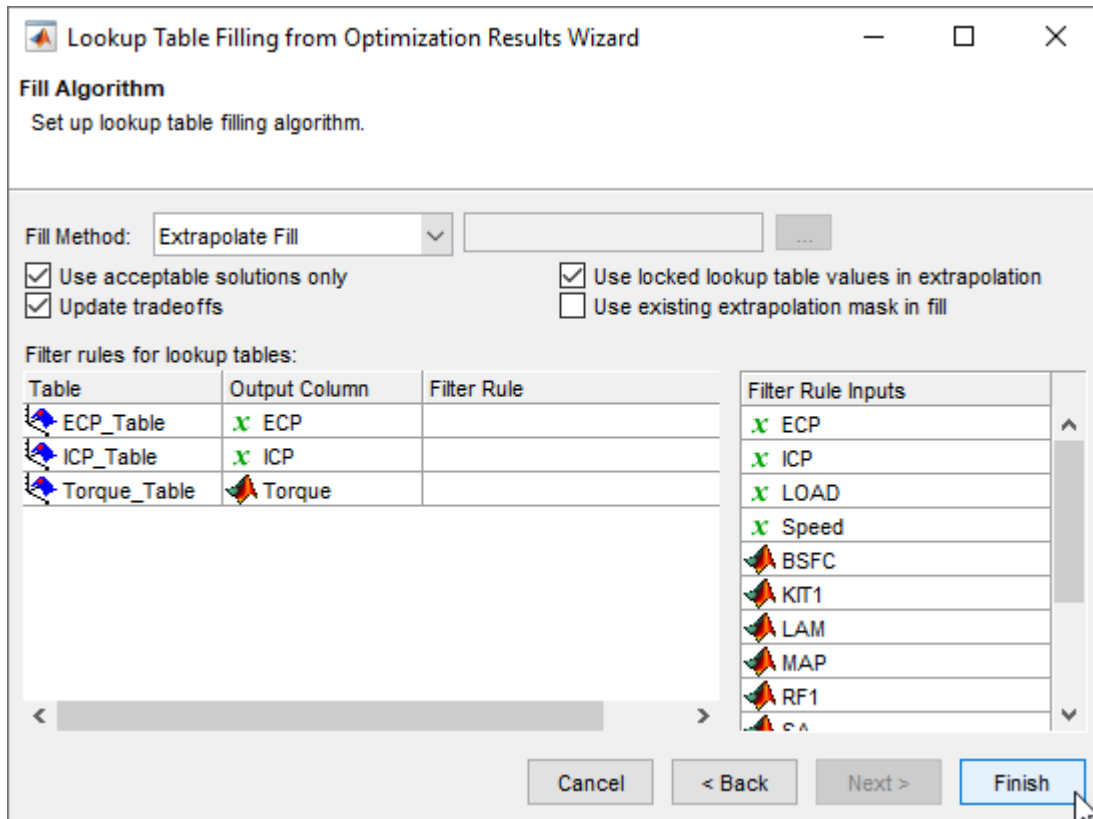 Lookup Table Filling from Optimization Results Wizard
Fill Algorithm
Set up lookup table filling algorithm.
Fill Method: Extrapolate Fill ...
Use acceptable solutions only Use locked lookup table values in extrapolation
Update tradeoffs Use existing extrapolation mask in fill
Filter rules for lookup tables:
Table Output Column Filter Rule Filter Rule Inputs
ECP_Table x ECP x ECP
ICP_Table x ICP x ICP
Torque_Table Torque x LOAD
x Speed
BSFC
KIT1
LAM
MAP
RF1
SA
Cancel < Back Next > Finish